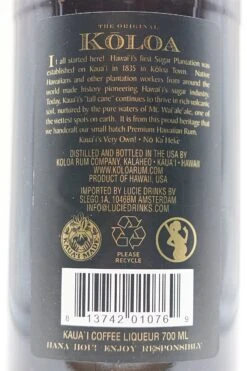 THE ORIGINAL
KŌLOA
It all started here! Hawai`i's first Sugar Plantation was
established on Kaua`i in 1835 in Kōloa Town. Native
Hawaiians and other plantation workers from around the
world made history pioneering Hawaii's sugar industry.
Today, Kaua`i's "tall cane" continues to thrive in rich volcanic
soil, nurtured by the pure waters of Mt. Wai`ale`ale, one of
the wettest spots on earth. It is from this true heritage that
we handcraft our small batch Premium Hawaiian Rum.
Kaua`i's Very Own! • No Ka Heke
DISTILLED AND BOTTLED IN THE USA BY
KOLOA RUM COMPANY, KALAHEO • KAUA`I • HAWAII
WWW.KOLOARUM.COM
PRODUCT OF HAWAII, USA
IMPORTED BY LUCIE DRINKS BV
SLEGO 1A, 1046BM AMSTERDAM
INFO@LUCIEDRINKS.COM
PLEASE
RECYCLE
8 13742 01076 9
KAUA`I COFFEE LIQUEUR 700 ML
HANA HOU! ENJOY RESPONSIBLY